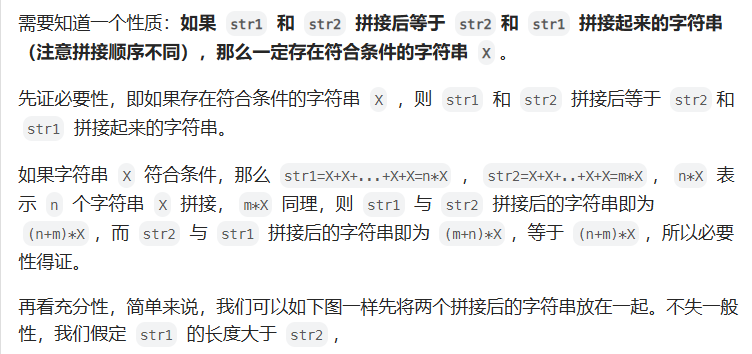 需要知道一个性质：如果 str1 和 str2 拼接后等于 str2和 str1 拼接起来的字符串
（注意拼接顺序不同），那么一定存在符合条件的字符串 X 。
先证必要性，即如果存在符合条件的字符串 X ，则 str1 和 str2 拼接后等于 str2和
str1 拼接起来的字符串。
如果字符串 X 符合条件，那么 str1=X+X+...+X+X=n*X ， str2=X+X+..+X+X=m*X， n*X 表
示 n 个字符串 X 拼接， m*X 同理，则 str1 与 str2 拼接后的字符串即为
(n+m)*X ，而 str2 与 str1 拼接后的字符串即为 (m+n)*X ，等于 (n+m)*X ，所以必要
性得证。
再看充分性，简单来说，我们可以如下图一样先将两个拼接后的字符串放在一起。不失一般
性，我们假定 str1 的长度大于 str2 ，